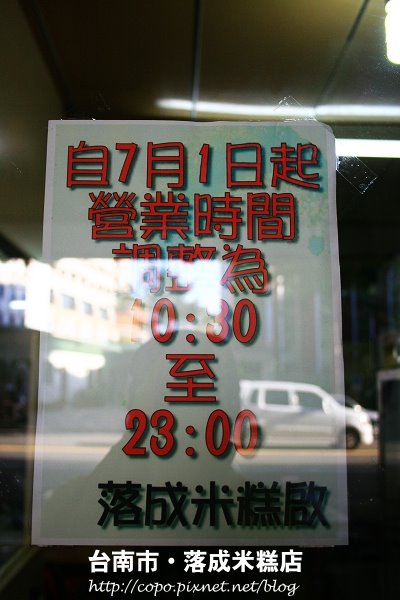 自7月1日起
營業時間
調整為
10:30
至
23:00
落成米糕啟
台南市・落成米糕店
http://copo.pixnet.net/blog